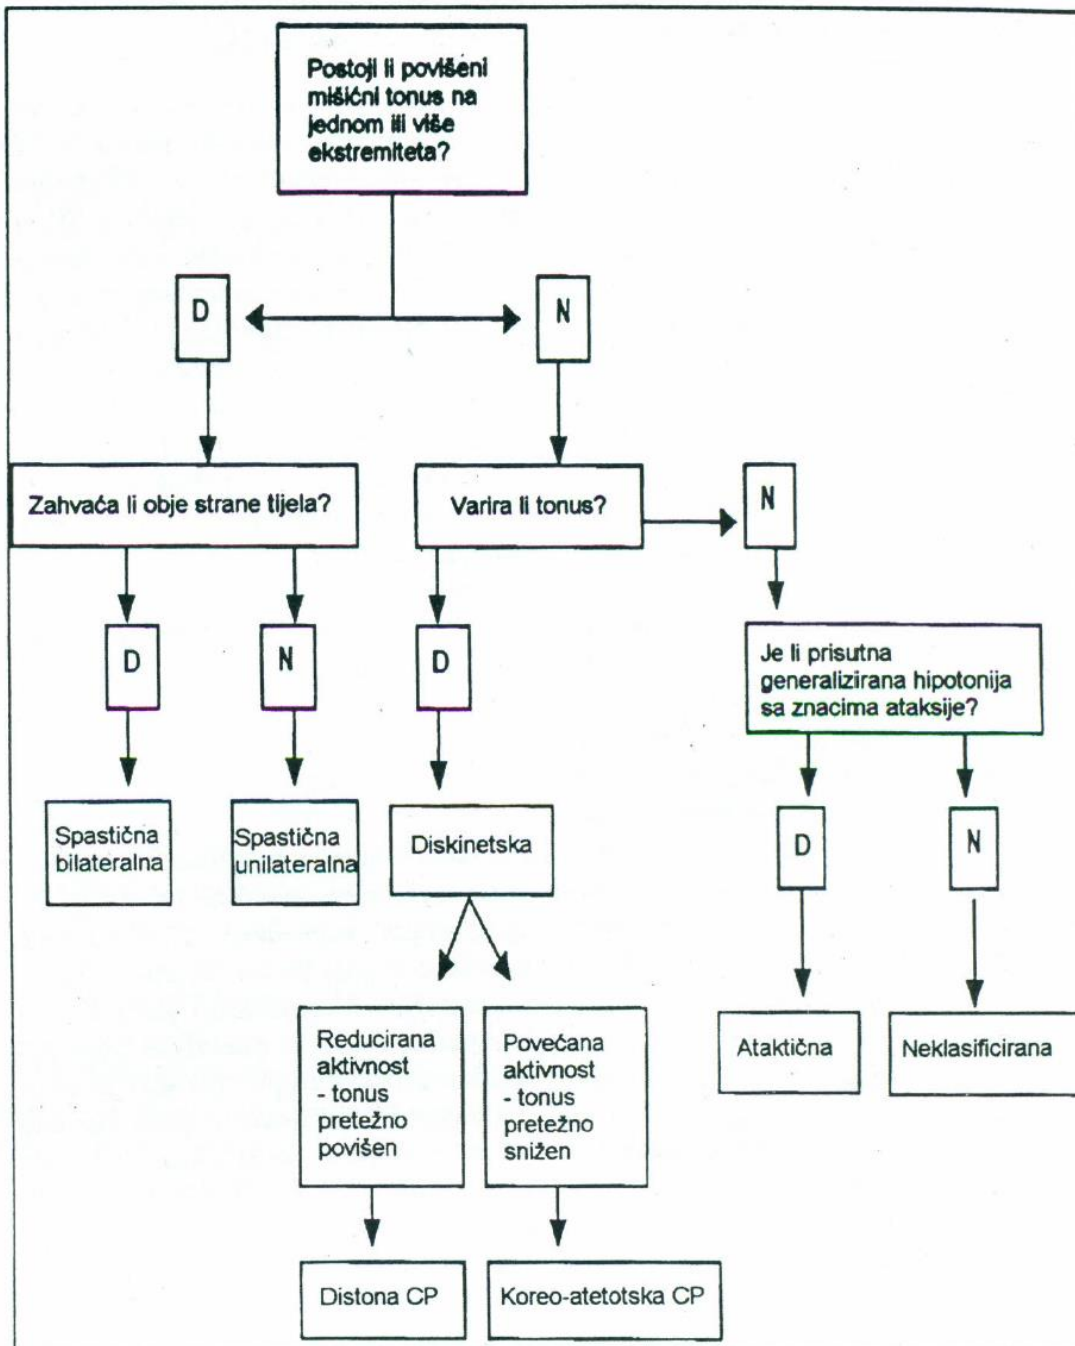 Postoji li povišeni
mišićni tonus na
jednom ili više
ekstremiteta?
D
N
Zahvaća li obje strane tijela?
Varira li tonus?
N
D
N
D
Je li prisutna
generalizirana hipotonija
sa znacima ataksije?
Spastična
bilateralna
Spastična
unilateralna
Diskinetska
D
N
Reducirana
aktivnost
- tonus
pretežno
povišen
Povećana
aktivnost
- tonus
pretežno
snižen
Ataktična
Neklasificirana
Distona CP
Koreo-atetotska CP